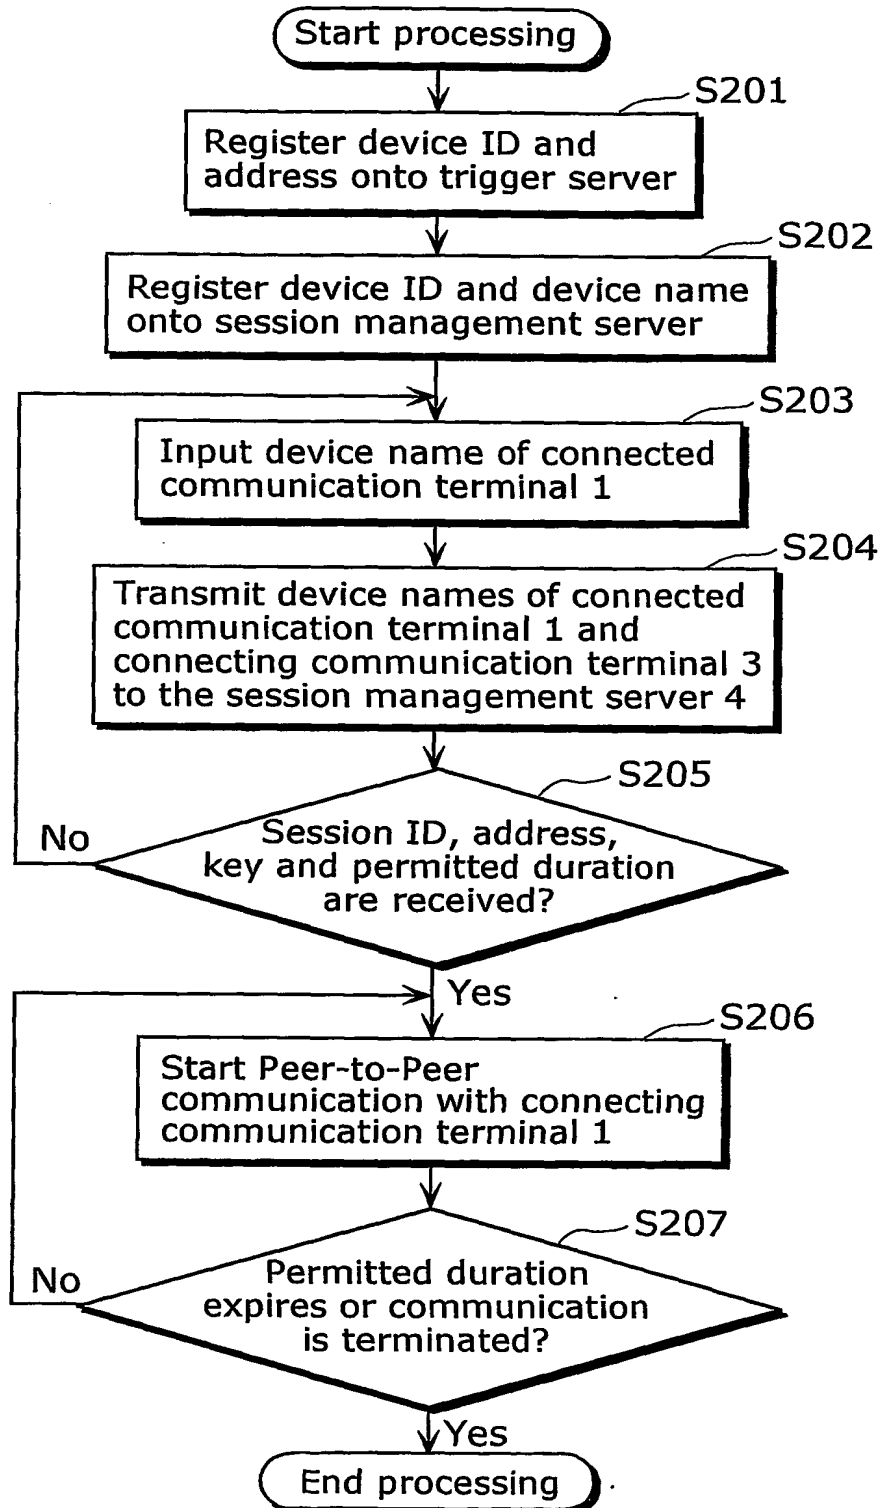 Start processing
S201
Register device ID and
address onto trigger server
S202
Register device ID and device name
onto session management server
S203
Input device name of connected
communication terminal 1
S204
Transmit device names of connected
communication terminal 1 and
connecting communication terminal 3
to the session management server 4
S205
Session ID, address,
key and permitted duration
are received?
No
Yes
S206
Start Peer-to-Peer
communication with connecting
communication terminal 1
S207
Permitted duration
expires or communication
is terminated?
No
Yes
End processing